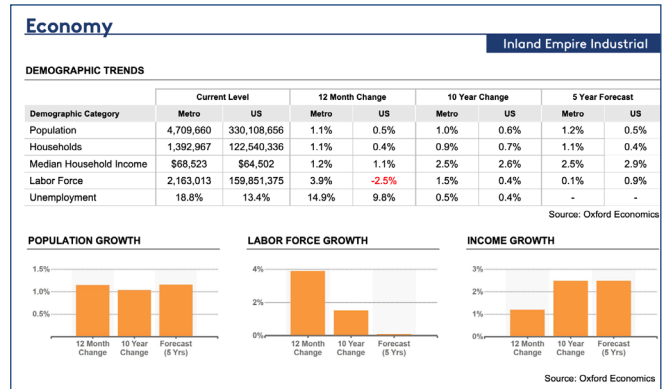 Economy
Inland Empire Industrial
DEMOGRAPHIC TRENDS
Current Level 12 Month Change 10 Year Change 5 Year Forecast
Demographic Category Metro US Metro US Metro US Metro US
Population 4,709,660 330,108,656 1.1% 0.5% 1.0% 0.6% 1.2% 0.5%
Households 1,392,967 122,540,336 1.1% 0.4% 0.9% 0.7% 1.1% 0.4%
Median Household Income $68,523 $64,502 1.2% 1.1% 2.5% 2.6% 2.5% 2.9%
Labor Force 2,163,013 159,851,375 3.9% -2.5% 1.5% 0.4% 0.1% 0.9%
Unemployment 18.8% 13.4% 14.9% 9.8% 0.5% 0.4% - -
Source: Oxford Economics
POPULATION GROWTH LABOR FORCE GROWTH INCOME GROWTH
1.5% 4% 3%
1.0% 2% 2%
0.5% 0% 1%
0%
12 Month 10 Year Forecast 12 Month 10 Year Forecast 12 Month 10 Year Forecast
Change Change (5 Yrs) Change Change (5 Yrs) Change Change (5 Yrs)
Source: Oxford Economics